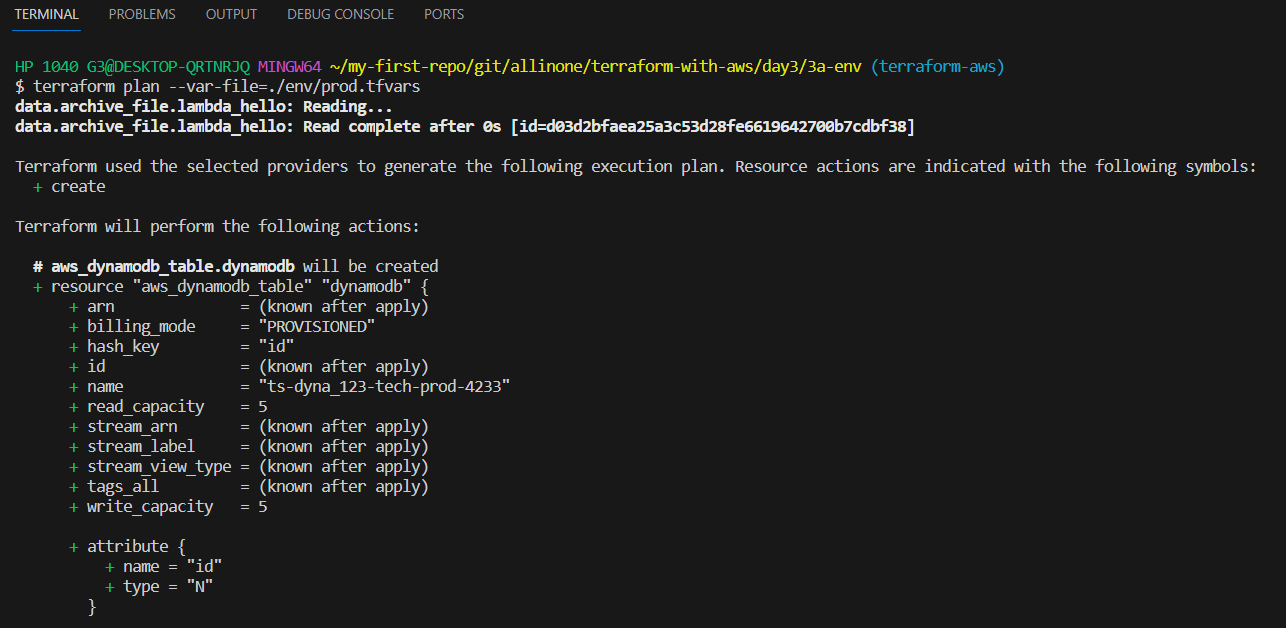 TERMINAL PROBLEMS OUTPUT DEBUG CONSOLE PORTS
HP 1040 G3@DESKTOP-QRTNRJQ MINGW64 ~/my-first-repo/git/allinone/terraform-with-aws/day3/3a-env (terraform-aws)
$ terraform plan --var-file=./env/prod.tfvars
data.archive_file.lambda_hello: Reading...
data.archive_file.lambda_hello: Read complete after 0s [id=d03d2bfaea25a3c53d28fe6619642700b7cdbf38]
Terraform used the selected providers to generate the following execution plan. Resource actions are indicated with the following symbols:
+ create
Terraform will perform the following actions:
# aws_dynamodb_table.dynamodb will be created
+ resource "aws_dynamodb_table" "dynamodb" {
+ arn = (known after apply)
+ billing_mode = "PROVISIONED"
+ hash_key = "id"
+ id = (known after apply)
+ name = "ts-dyna_123-tech-prod-4233"
+ read_capacity = 5
+ stream_arn = (known after apply)
+ stream_label = (known after apply)
+ stream_view_type = (known after apply)
+ tags_all = (known after apply)
+ write_capacity = 5
+ attribute {
+ name = "id"
+ type = "N"
}